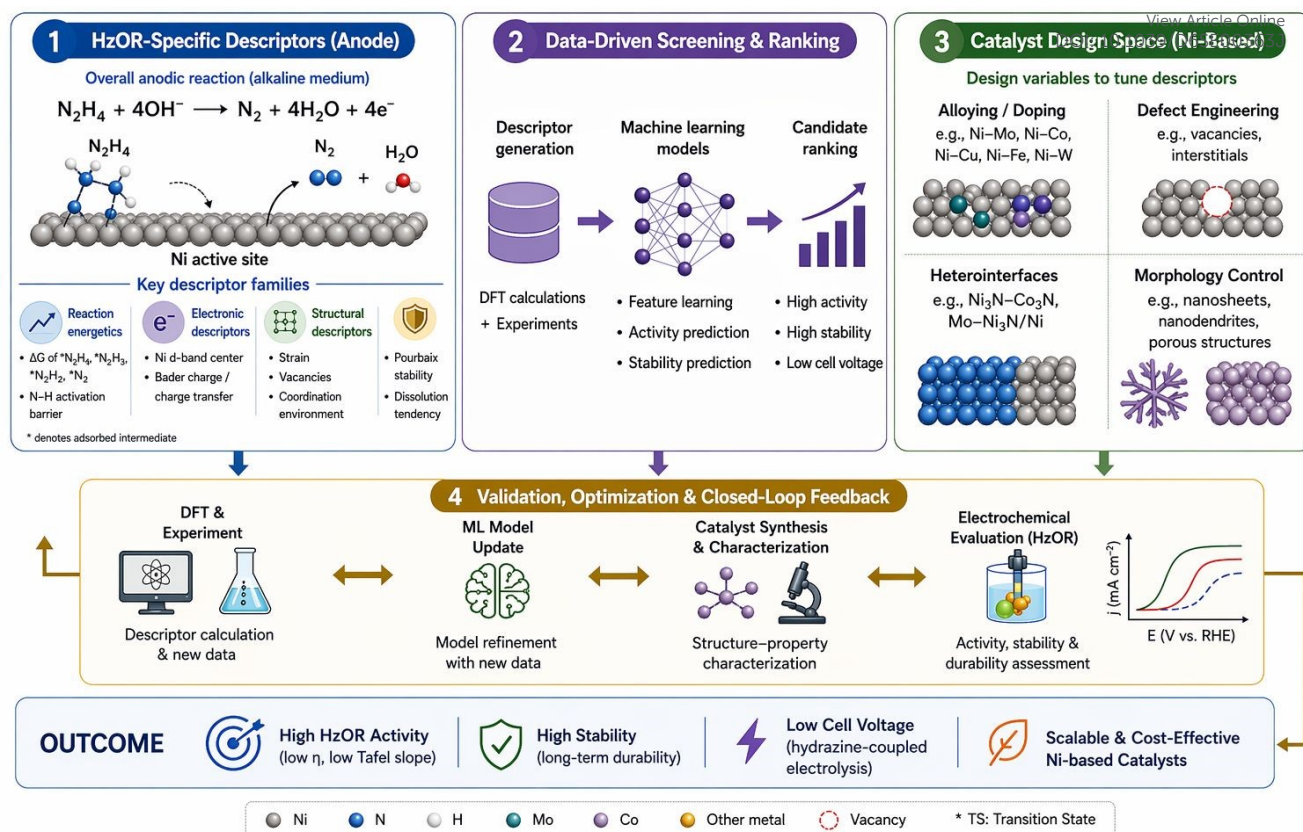 View Article Online
1 HzOR-Specific Descriptors (Anode)
Overall anodic reaction (alkaline medium)
N₂H₄ + 4OH⁻ ⟶ N₂ + 4H₂O + 4e⁻
N₂H₄
N₂
+
H₂O
Ni active site
Key descriptor families
Reaction
energetics
• ΔG of *N₂H₄, *N₂H₃,
*N₂H₂, *N₂
• N–H activation
barrier
e⁻
Electronic
descriptors
• Ni d-band center
• Bader charge /
charge transfer
Structural
descriptors
• Strain
• Vacancies
• Coordination
environment
• Pourbaix
stability
• Dissolution
tendency
* denotes adsorbed intermediate
2 Data-Driven Screening & Ranking
Descriptor
generation
DFT calculations
+ Experiments
Machine learning
models
• Feature learning
• Activity prediction
• Stability prediction
Candidate
ranking
• High activity
• High stability
• Low cell voltage
3 Catalyst Design Space (Ni-Based)
Design variables to tune descriptors
Alloying / Doping
e.g., Ni–Mo, Ni–Co,
Ni–Cu, Ni–Fe, Ni–W
Defect Engineering
e.g., vacancies,
interstitials
Heterointerfaces
e.g., Ni₃N–Co₃N,
Mo–Ni₃N/Ni
Morphology Control
e.g., nanosheets,
nanodendrites,
porous structures
4 Validation, Optimization & Closed-Loop Feedback
DFT &
Experiment
Descriptor calculation
& new data
ML Model
Update
Model refinement
with new data
Catalyst Synthesis
& Characterization
Structure–property
characterization
Electrochemical
Evaluation (HzOR)
Activity, stability &
durability assessment
j (mA cm⁻²)
E (V vs. RHE)
OUTCOME
High HzOR Activity
(low η, low Tafel slope)
High Stability
(long-term durability)
Low Cell Voltage
(hydrazine-coupled
electrolysis)
Scalable & Cost-Effective
Ni-based Catalysts
Ni
N
H
Mo
Co
Other metal
Vacancy
* TS: Transition State